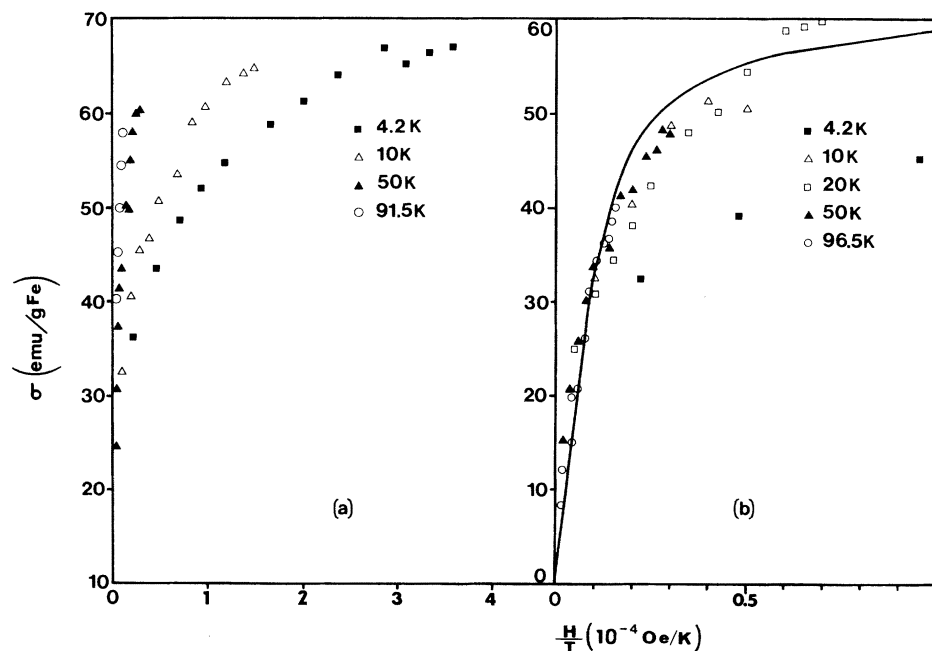 70
60
50
40
30
20
10
0
1
2
3
4
σ (emu/g Fe)
■ 4.2K
△ 10K
▲ 50K
○ 91.5K
(a)
60
50
40
30
20
10
0
0
0.5
■ 4.2K
△ 10K
□ 20K
▲ 50K
○ 96.5K
(b)
H/T (10⁻⁴ Oe/K)